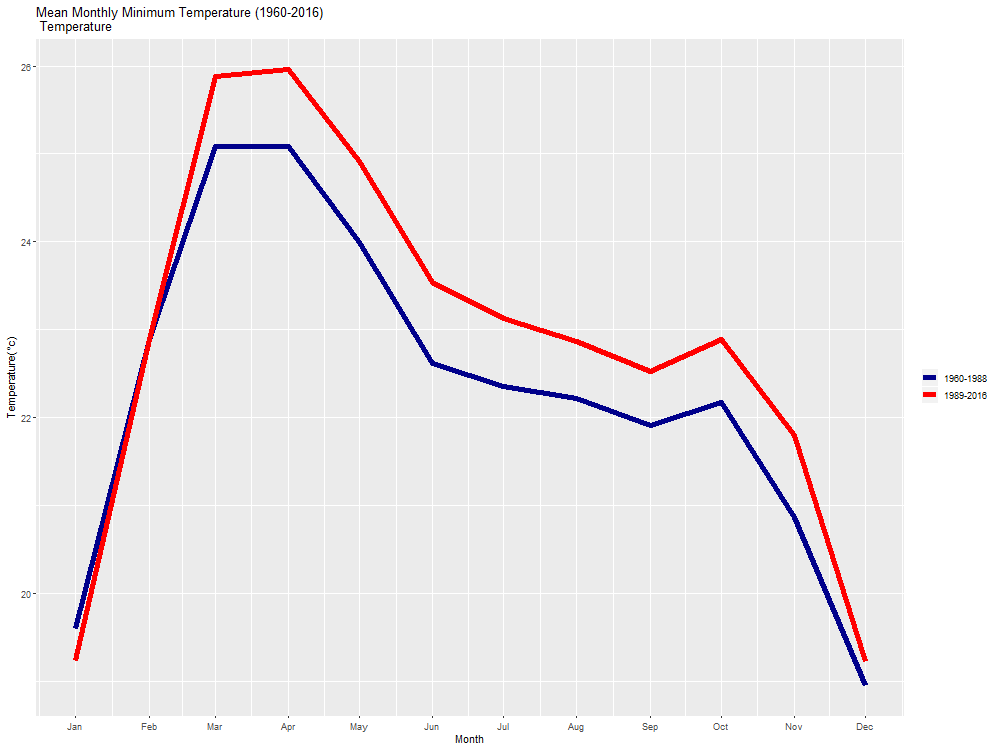 Mean Monthly Minimum Temperature (1960-2016)
Temperature
26
24
22
20
Temperature(°c)
Jan Feb Mar Apr May Jun Jul Aug Sep Oct Nov Dec
Month
1960-1988
1989-2016